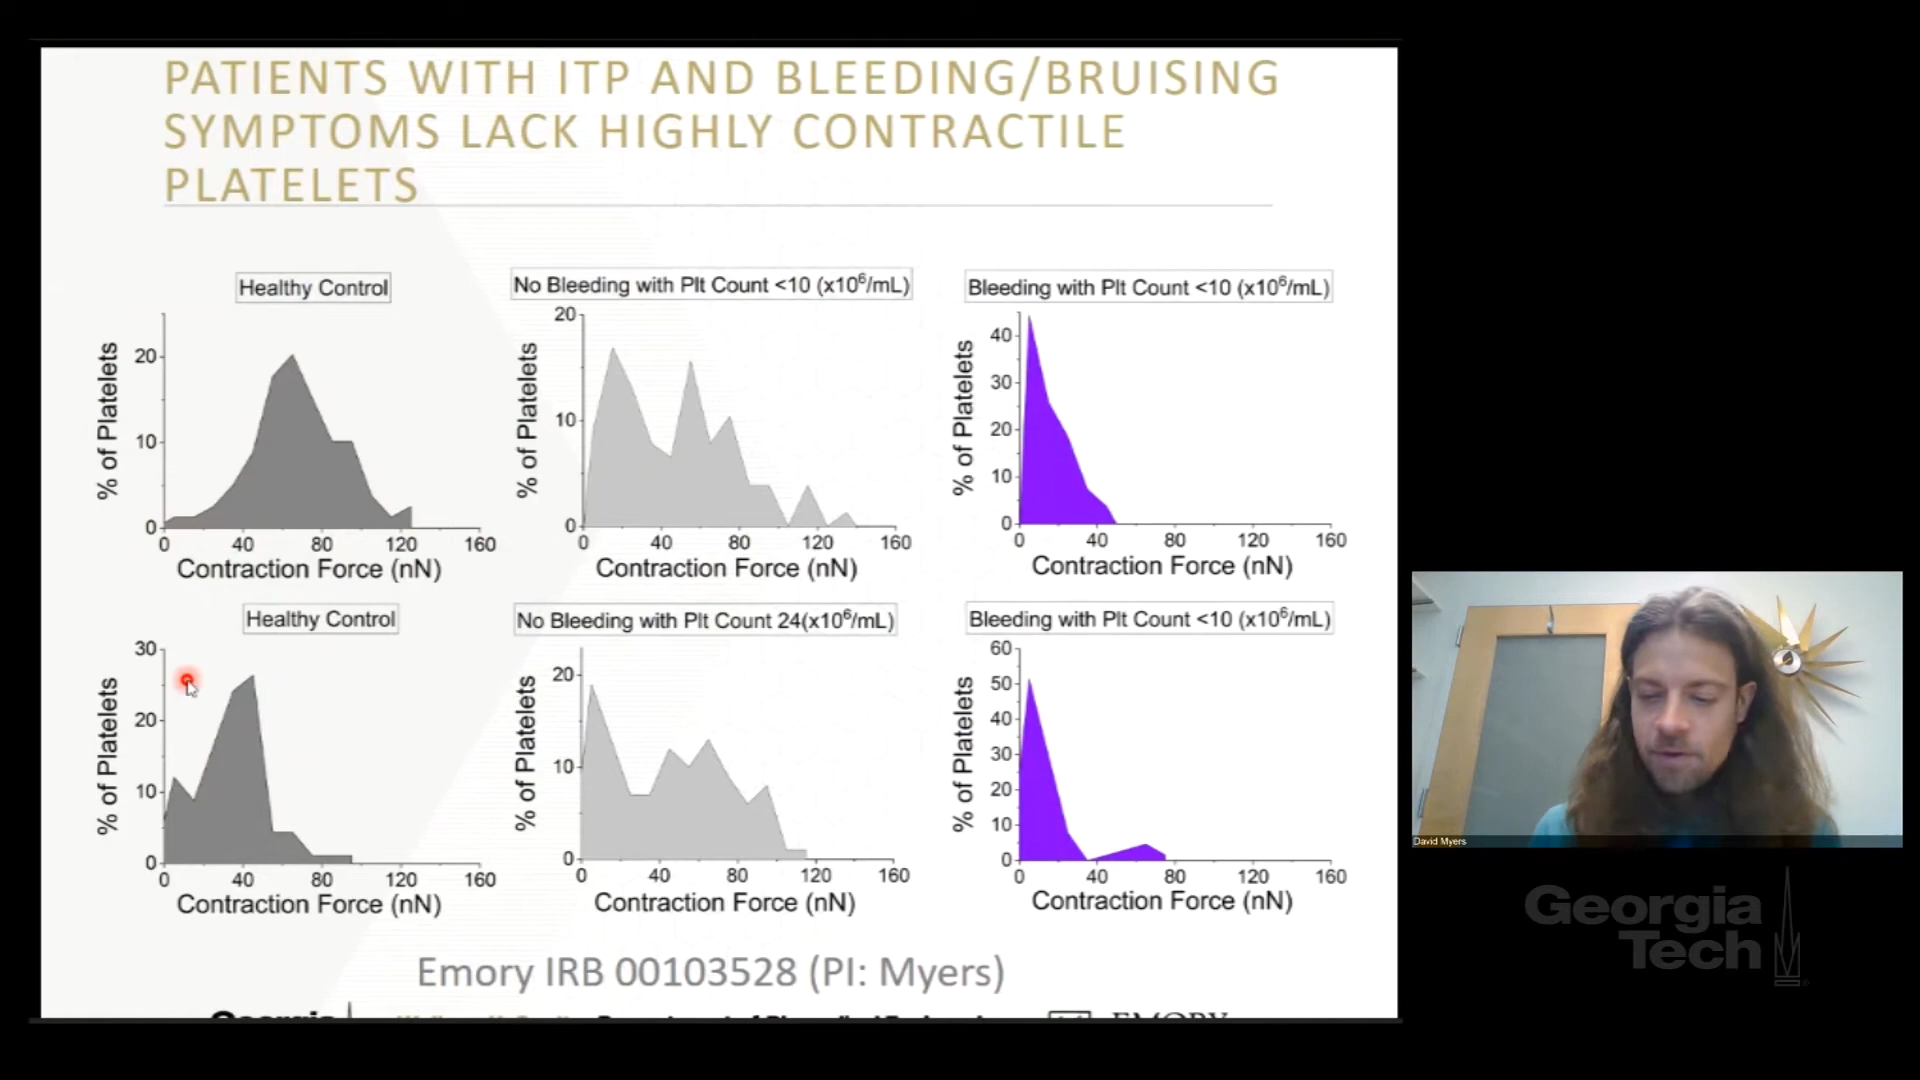 PATIENTS WITH ITP AND BLEEDING/BRUISING
SYMPTOMS LACK HIGHLY CONTRACTILE
PLATELETS
Healthy Control
% of Platelets
20
10
0
0 40 80 120 160
Contraction Force (nN)
No Bleeding with Plt Count <10 (x10⁶/mL)
% of Platelets
20
10
0
0 40 80 120 160
Contraction Force (nN)
Bleeding with Plt Count <10 (x10⁶/mL)
% of Platelets
40
30
20
10
0
0 40 80 120 160
Contraction Force (nN)
Healthy Control
% of Platelets
30
20
10
0
0 40 80 120 160
Contraction Force (nN)
No Bleeding with Plt Count 24(x10⁶/mL)
% of Platelets
20
10
0
0 40 80 120 160
Contraction Force (nN)
Bleeding with Plt Count <10 (x10⁶/mL)
% of Platelets
60
50
40
30
20
10
0
0 40 80 120 160
Contraction Force (nN)
Emory IRB 00103528 (PI: Myers)
Georgia
EMORY
David Myers
Georgia
Tech